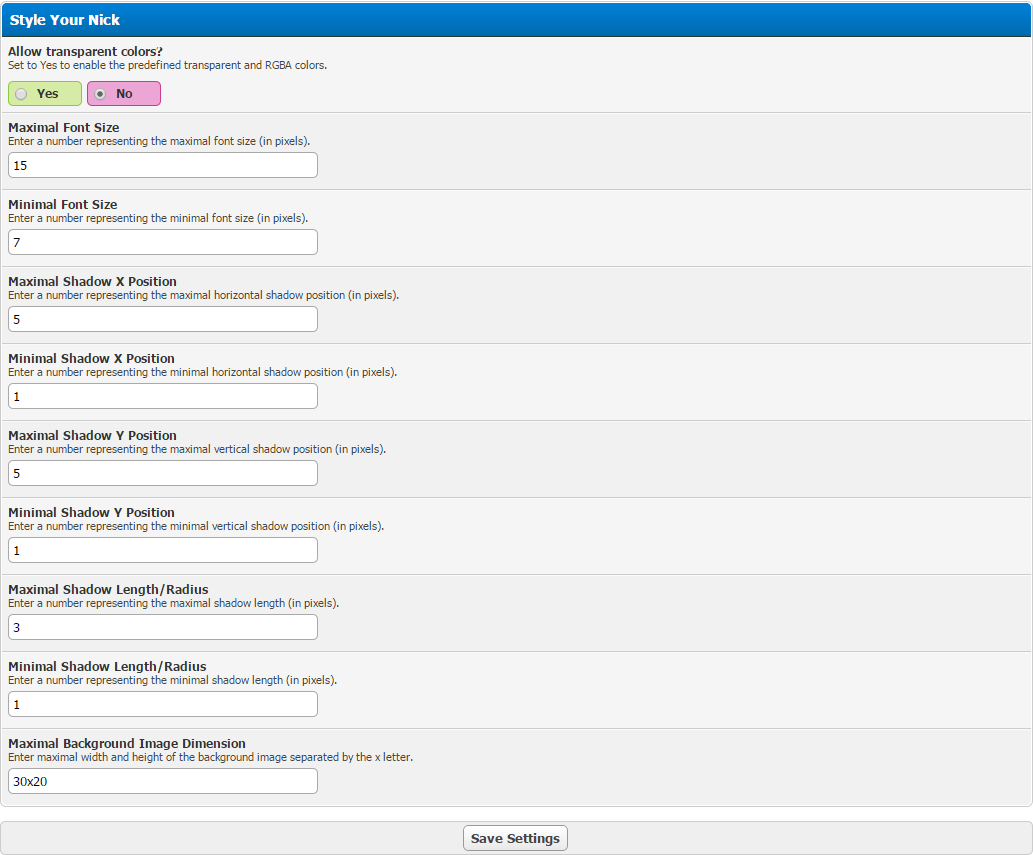 Style Your Nick
Allow transparent colors?
Set to Yes to enable the predefined transparent and RGBA colors.
Yes No
Maximal Font Size
Enter a number representing the maximal font size (in pixels).
15
Minimal Font Size
Enter a number representing the minimal font size (in pixels).
7
Maximal Shadow X Position
Enter a number representing the maximal horizontal shadow position (in pixels).
5
Minimal Shadow X Position
Enter a number representing the minimal horizontal shadow position (in pixels).
1
Maximal Shadow Y Position
Enter a number representing the maximal vertical shadow position (in pixels).
5
Minimal Shadow Y Position
Enter a number representing the minimal vertical shadow position (in pixels).
1
Maximal Shadow Length/Radius
Enter a number representing the maximal shadow length (in pixels).
3
Minimal Shadow Length/Radius
Enter a number representing the minimal shadow length (in pixels).
1
Maximal Background Image Dimension
Enter maximal width and height of the background image separated by the x letter.
30x20
Save Settings